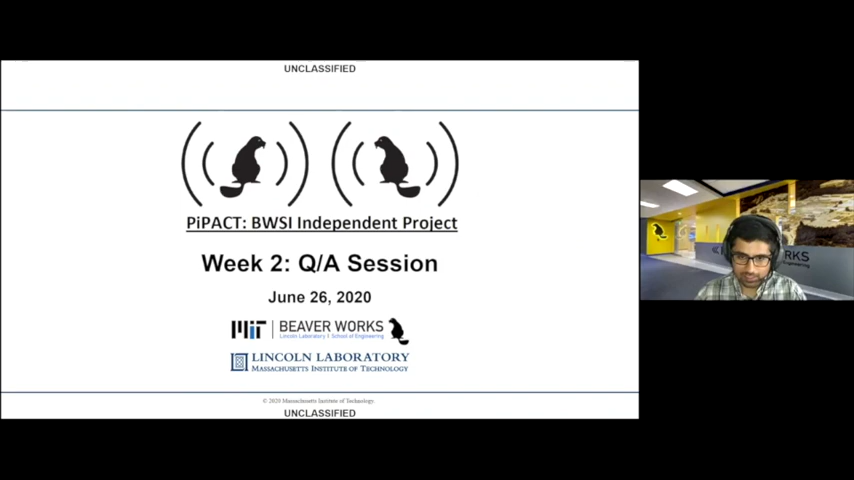 UNCLASSIFIED
PiPACT: BWSI Independent Project
Week 2: Q/A Session
June 26, 2020
MIT
BEAVER WORKS
Lincoln Laboratory | School of Engineering
LINCOLN LABORATORY
MASSACHUSETTS INSTITUTE OF TECHNOLOGY
© 2020 Massachusetts Institute of Technology.
UNCLASSIFIED
RKS
Engineering